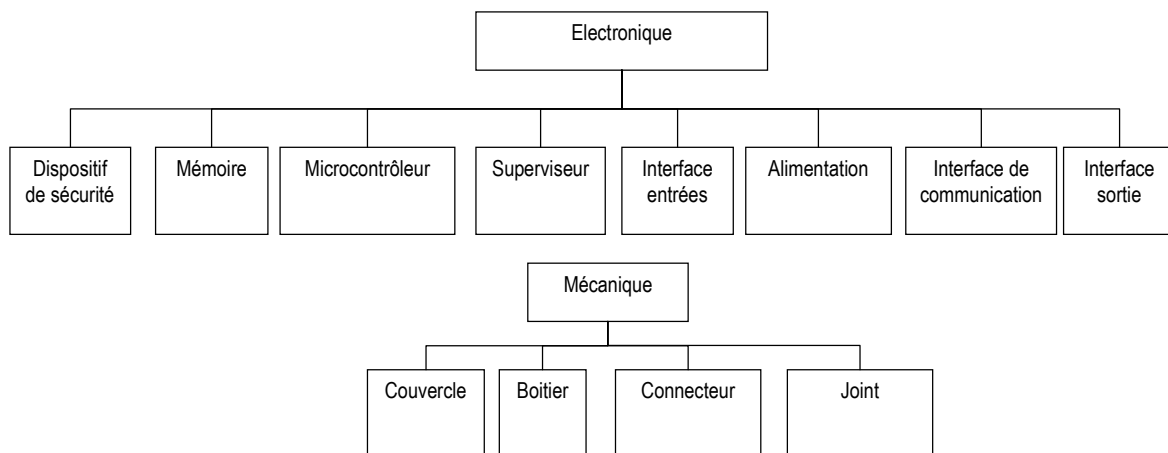 Electronique
Dispositif
de sécurité
Mémoire
Microcontrôleur
Superviseur
Interface
entrées
Alimentation
Interface de
communication
Interface
sortie
Mécanique
Couvercle
Boitier
Connecteur
Joint